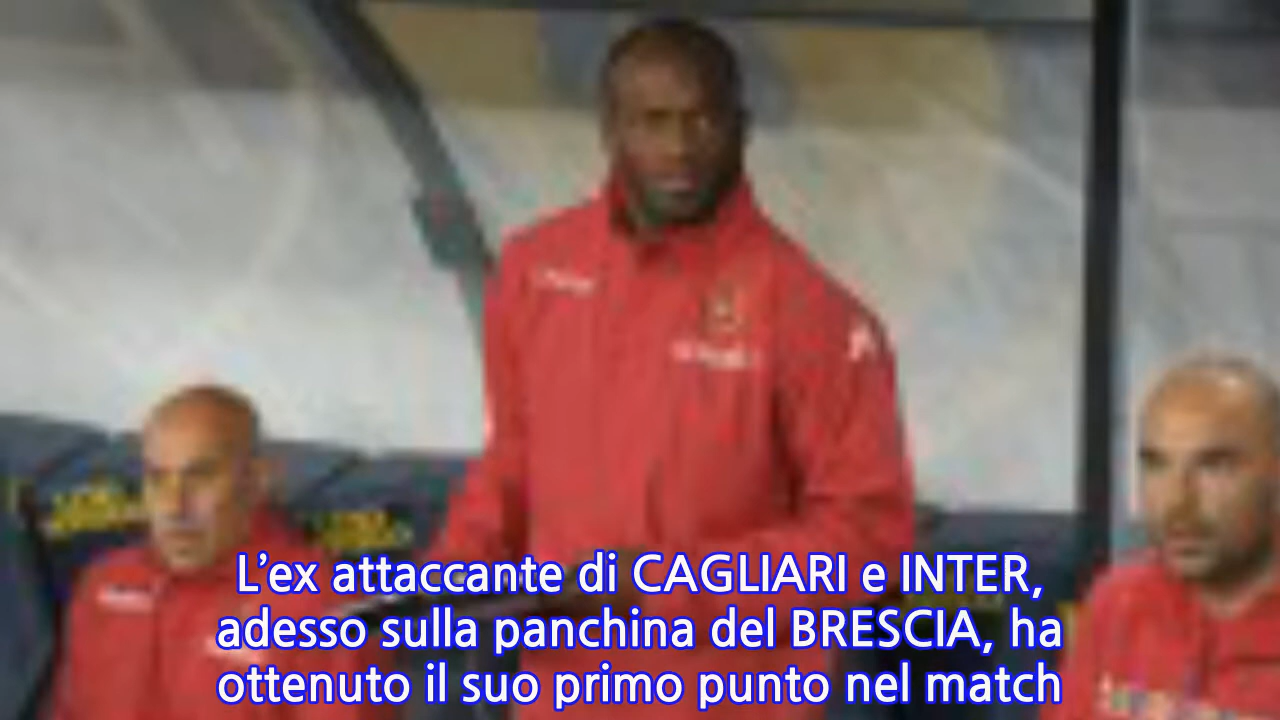 L’ex attaccante di CAGLIARI e INTER,
adesso sulla panchina del BRESCIA, ha
ottenuto il suo primo punto nel match